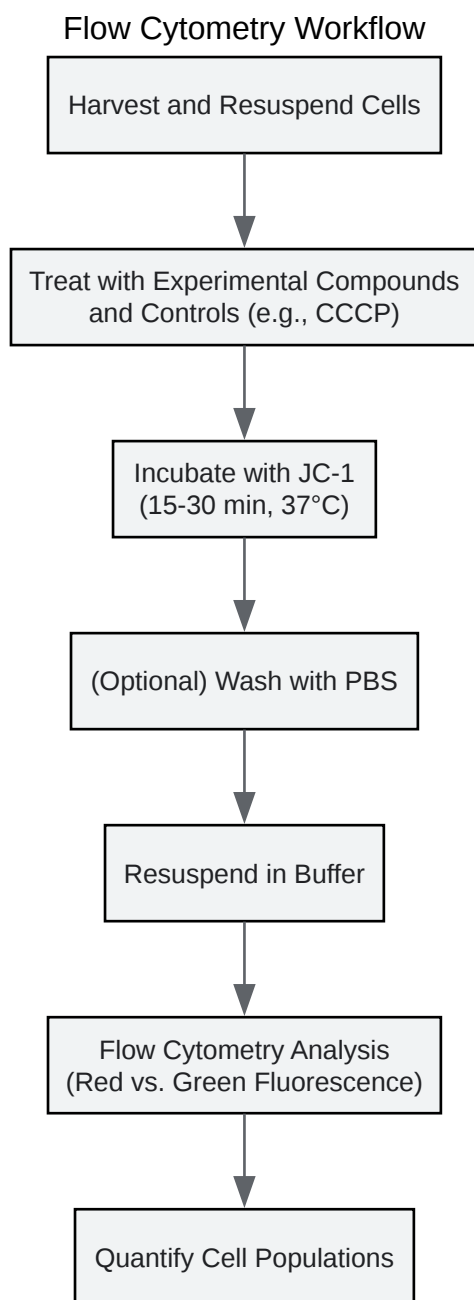 Flow Cytometry Workflow
Harvest and Resuspend Cells
Treat with Experimental Compounds
and Controls (e.g., CCCP)
Incubate with JC-1
(15-30 min, 37°C)
(Optional) Wash with PBS
Resuspend in Buffer
Flow Cytometry Analysis
(Red vs. Green Fluorescence)
Quantify Cell Populations